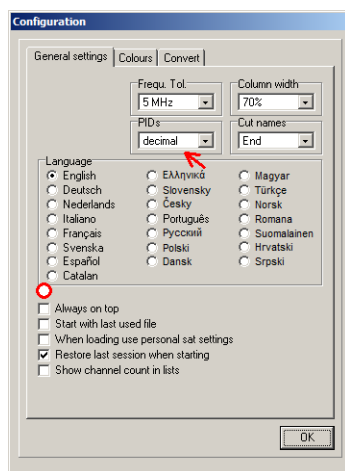 Configuration
General settings Colours Convert
Frequ. Tol. Column width
5 MHz 70%
PIDs Cut names
decimal End
Language
English Ελληνικά Magyar
Deutsch Slovensky Türkçe
Nederlands Česky Norsk
Italiano Português Romana
Français Русский Suomalainen
Svenska Polski Hrvatski
Español Dansk Srpski
Catalan
Always on top
Start with last used file
When loading use personal sat settings
Restore last session when starting
Show channel count in lists
OK